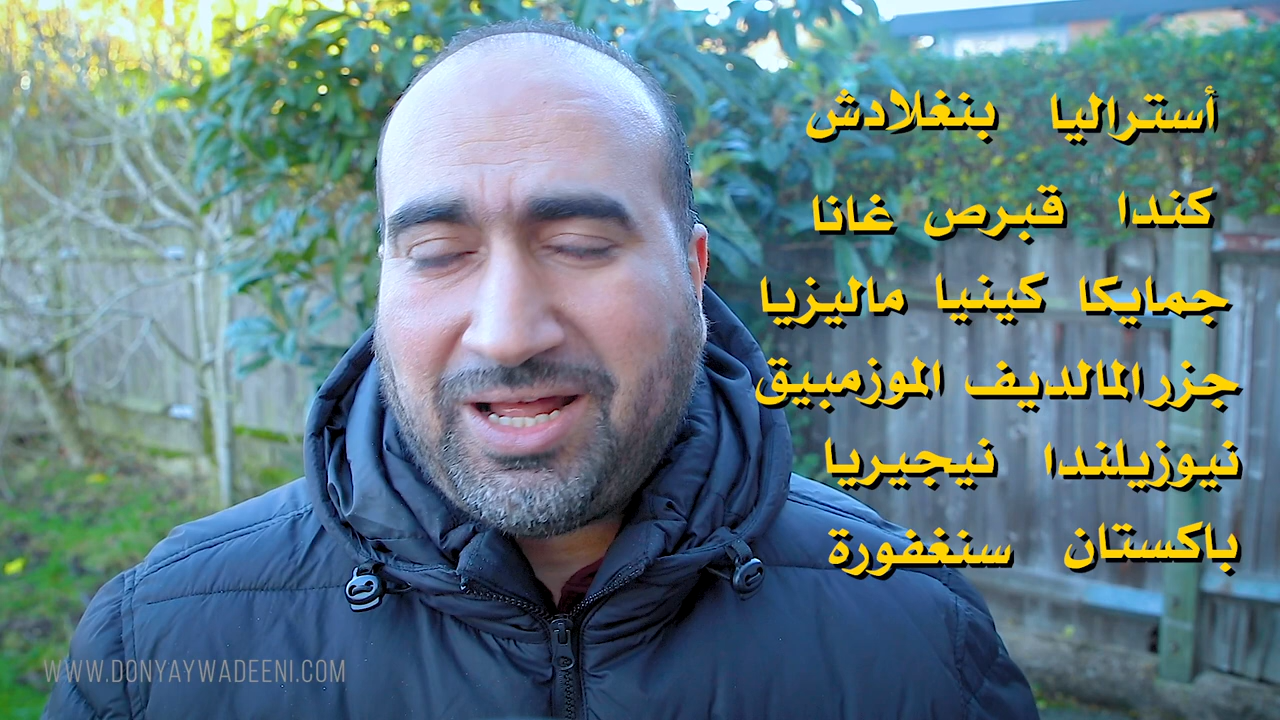 أستراليا بنغلادش
كندا قبرص غانا
جمايكا كينيا ماليزيا
جزرالمالديف الموزمبيق
نيوزيلندا نيجيريا
باكستان سنغفورة
WWW.DONYAYWADEENI.COM